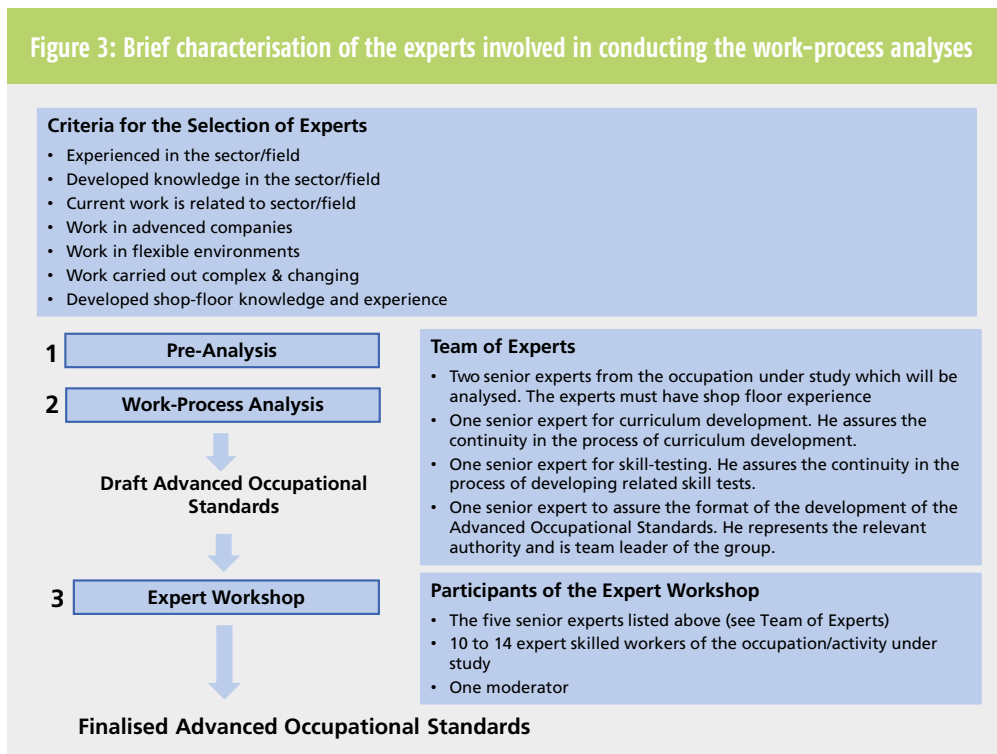 Figure 3: Brief characterisation of the experts involved in conducting the work-process analyses
Criteria for the Selection of Experts
• Experienced in the sector/field
• Developed knowledge in the sector/field
• Current work is related to sector/field
• Work in advanced companies
• Work in flexible environments
• Work carried out complex & changing
• Developed shop-floor knowledge and experience
1 Pre-Analysis
2 Work-Process Analysis
Draft Advanced Occupational
Standards
3 Expert Workshop
Team of Experts
• Two senior experts from the occupation under study which will be
analysed. The experts must have shop floor experience
• One senior expert for curriculum development. He assures the
continuity in the process of curriculum development.
• One senior expert for skill-testing. He assures the continuity in the
process of developing related skill tests.
• One senior expert to assure the format of the development of the
Advanced Occupational Standards. He represents the relevant
authority and is team leader of the group.
Participants of the Expert Workshop
• The five senior experts listed above (see Team of Experts)
• 10 to 14 expert skilled workers of the occupation/activity under
study
• One moderator
Finalised Advanced Occupational Standards